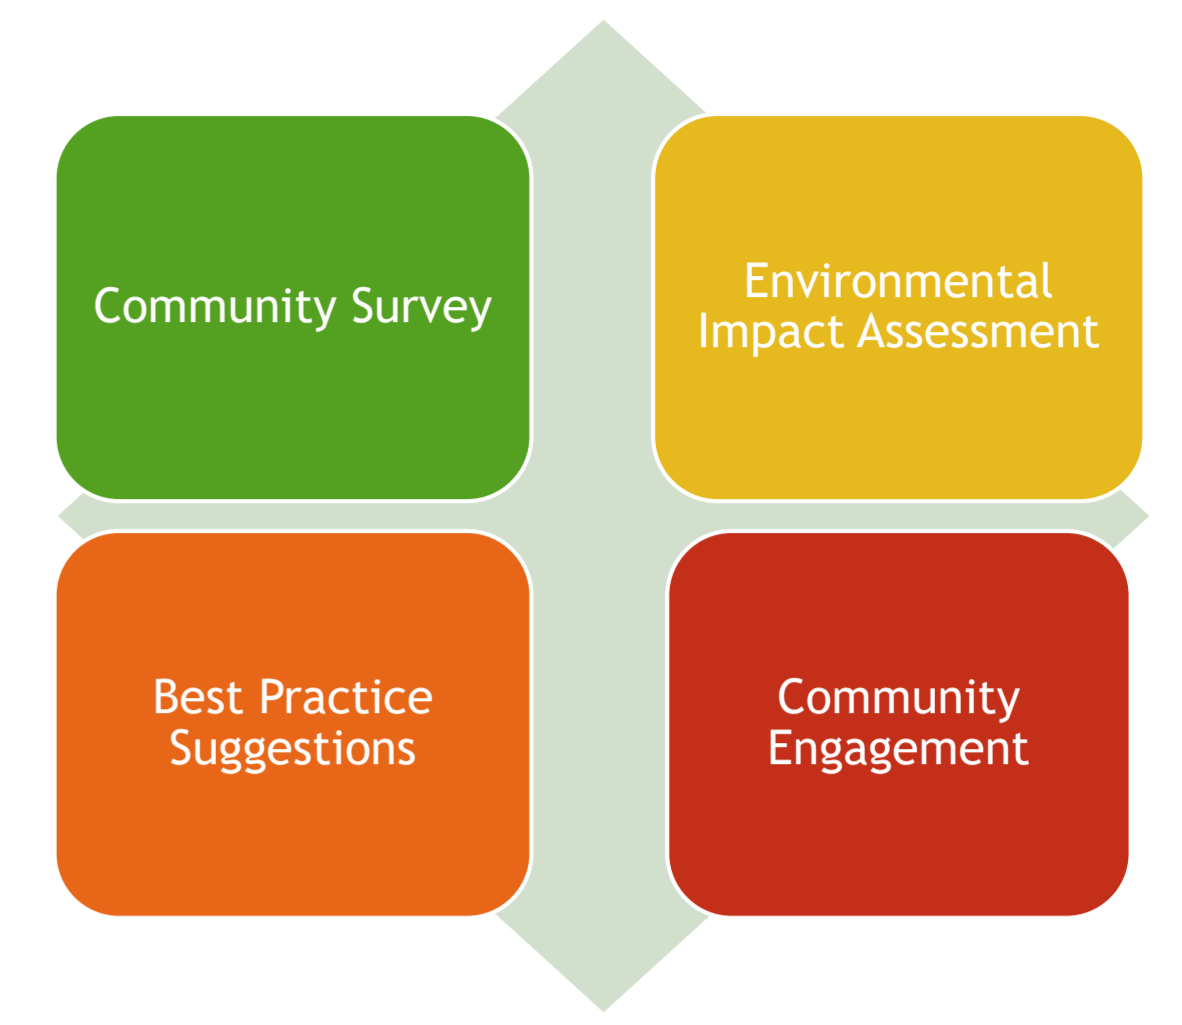 Community Survey
Environmental
Impact Assessment
Best Practice
Suggestions
Community
Engagement